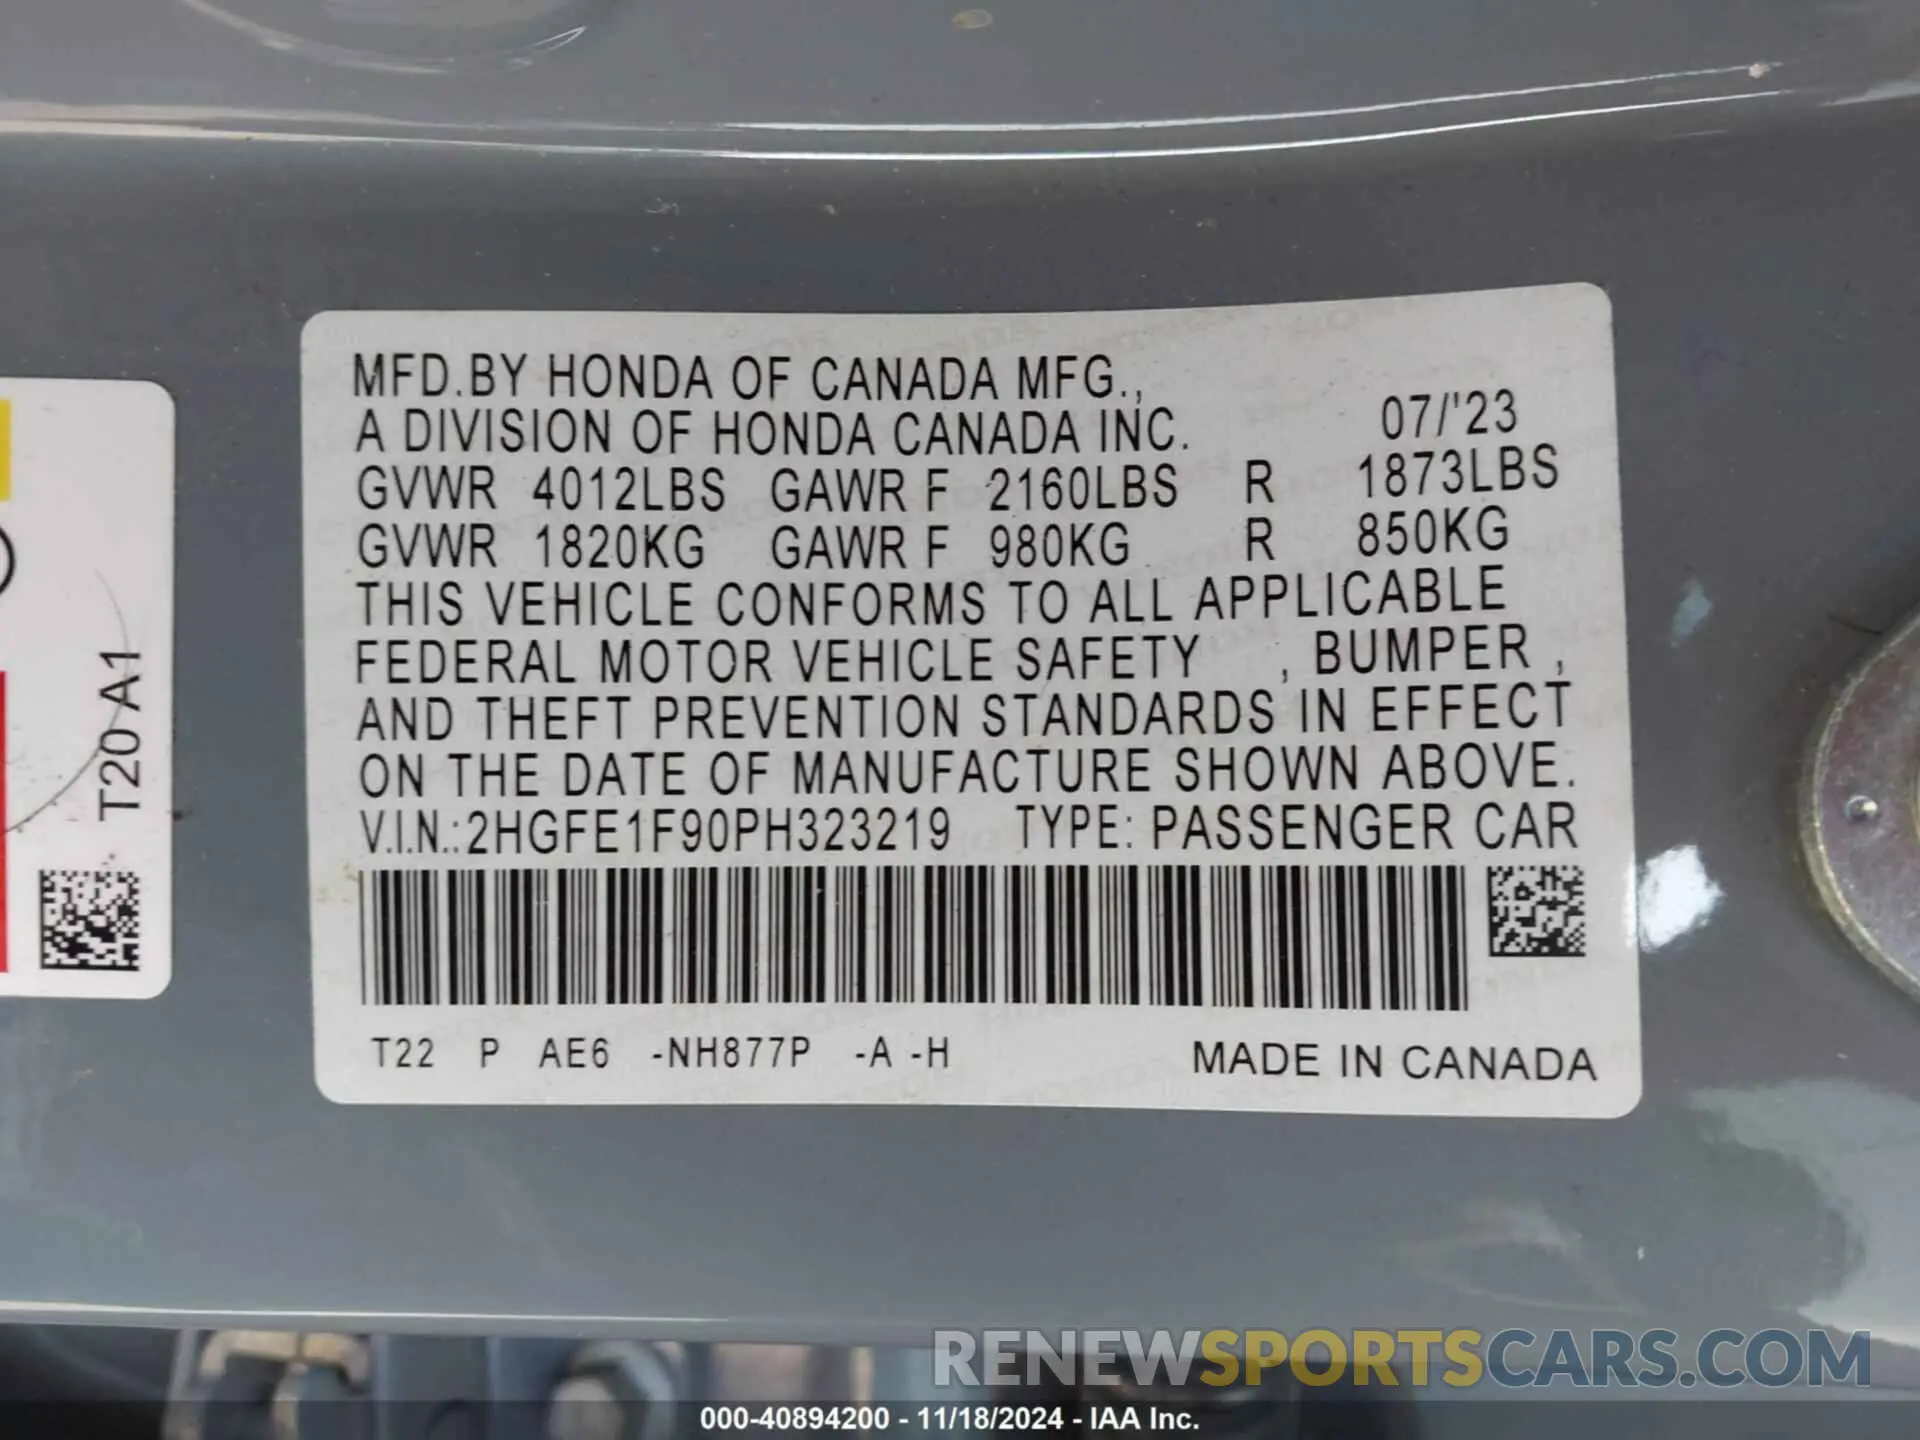 MFD.BY HONDA OF CANADA MFG.,
A DIVISION OF HONDA CANADA INC. 07/'23
GVWR 4012LBS GAWR F 2160LBS R 1873LBS
GVWR 1820KG GAWR F 980KG R 850KG
THIS VEHICLE CONFORMS TO ALL APPLICABLE
FEDERAL MOTOR VEHICLE SAFETY , BUMPER ,
AND THEFT PREVENTION STANDARDS IN EFFECT
ON THE DATE OF MANUFACTURE SHOWN ABOVE.
V.I.N.: 2HGFE1F90PH323219 TYPE: PASSENGER CAR
T22 P AE6 -NH877P -A -H MADE IN CANADA
T20 A1
RENEWSPORTSCARS.COM
000-40894200 - 11/18/2024 - IAA Inc.